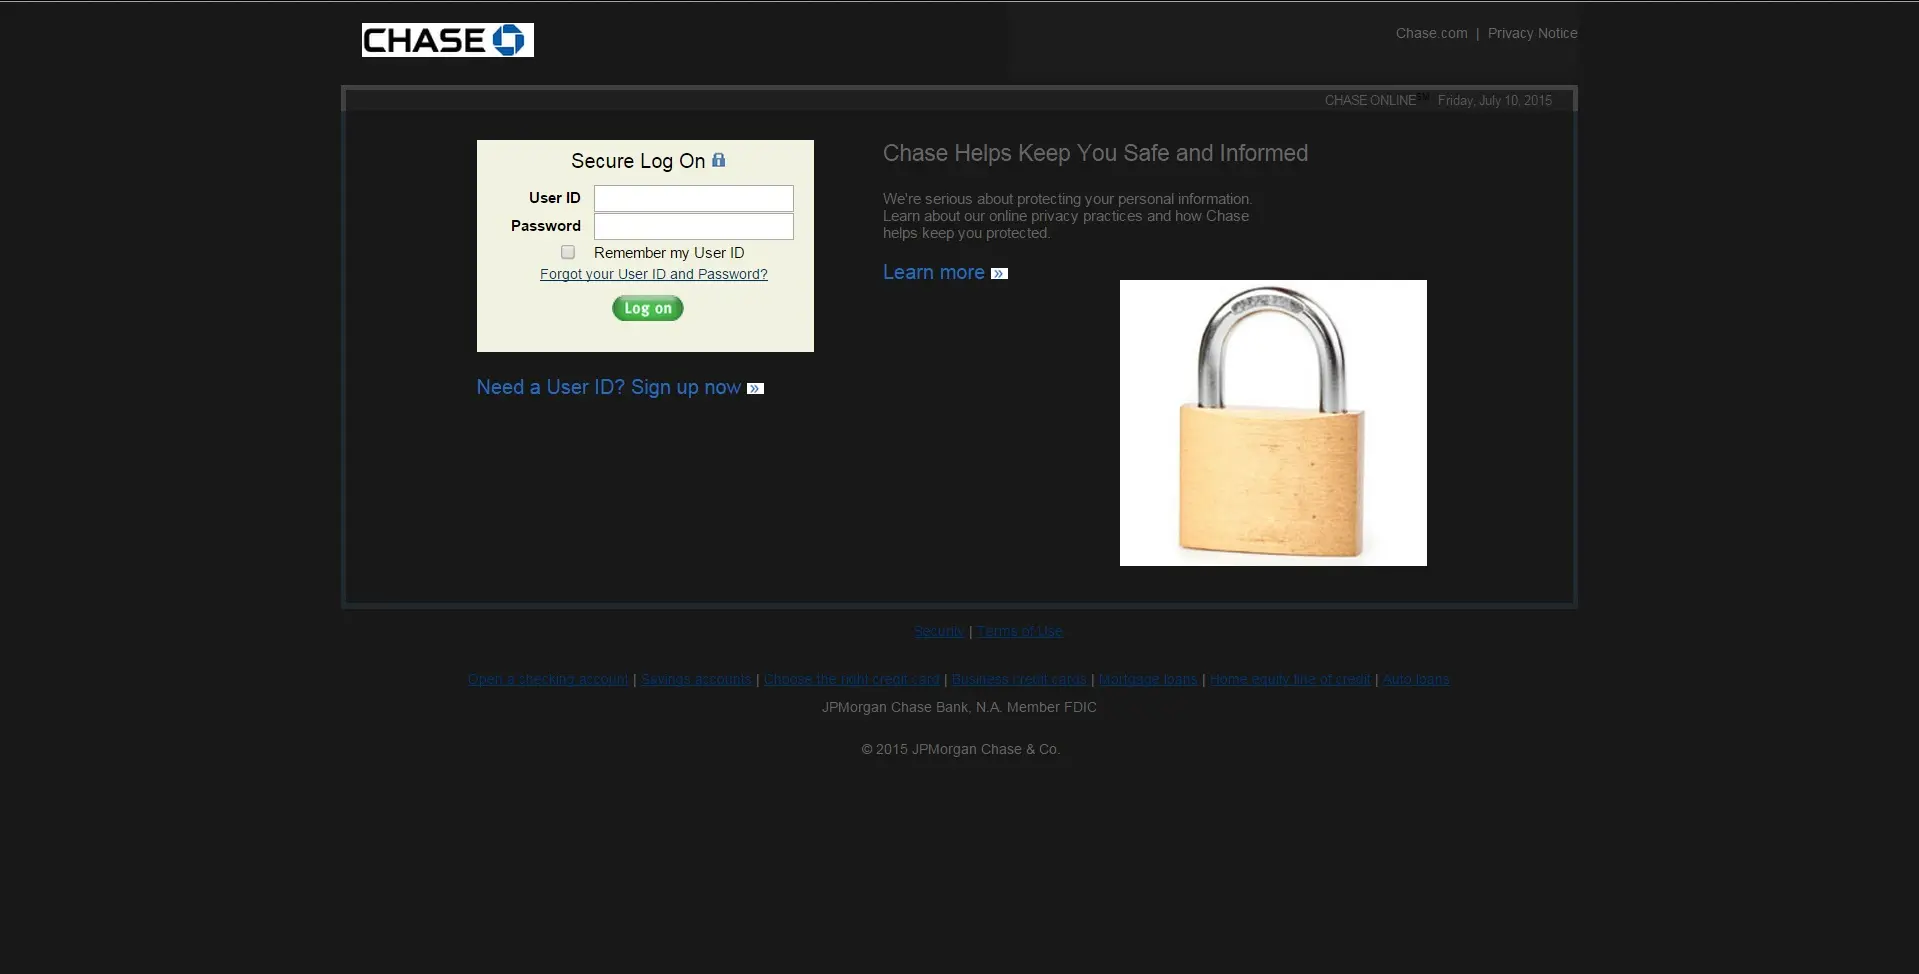 CHASE
Chase.com | Privacy Notice
CHASE ONLINE℠ Friday, July 10, 2015
Secure Log On
User ID
Password
Remember my User ID
Forgot your User ID and Password?
Log on
Need a User ID? Sign up now »
Chase Helps Keep You Safe and Informed
We're serious about protecting your personal information.
Learn about our online privacy practices and how Chase
helps keep you protected.
Learn more »
Security | Terms of Use
Open a checking account | Savings accounts | Choose the right credit card | Business credit cards | Mortgage loans | Home equity line of credit | Auto loans
JPMorgan Chase Bank, N.A. Member FDIC
© 2015 JPMorgan Chase & Co.